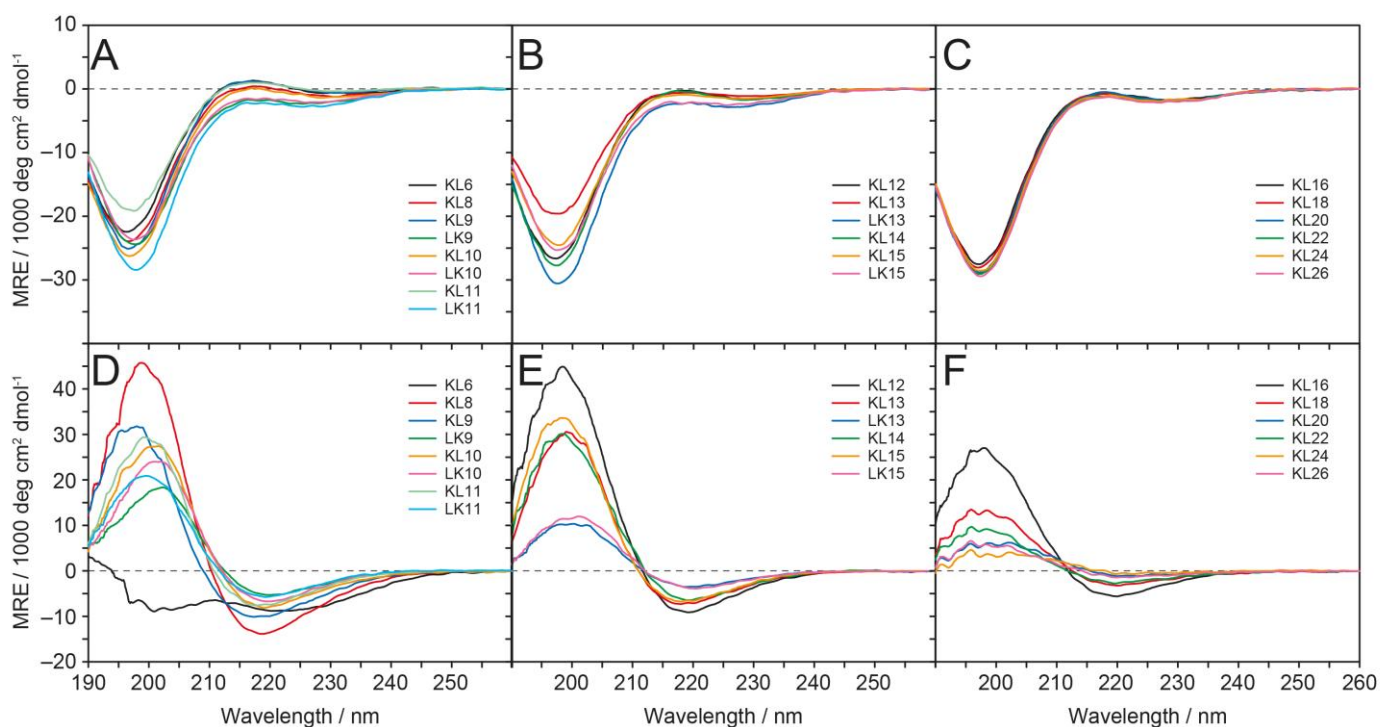 A
B
C
10
0
–10
–20
–30
MRE / 1000 deg cm² dmol⁻¹
KL6
KL8
KL9
LK9
KL10
LK10
KL11
LK11
KL12
KL13
LK13
KL14
KL15
LK15
KL16
KL18
KL20
KL22
KL24
KL26
D
E
F
40
30
20
10
0
–10
–20
MRE / 1000 deg cm² dmol⁻¹
KL6
KL8
KL9
LK9
KL10
LK10
KL11
LK11
KL12
KL13
LK13
KL14
KL15
LK15
KL16
KL18
KL20
KL22
KL24
KL26
190 200 210 220 230 240 250 200 210 220 230 240 250 200 210 220 230 240 250 260
Wavelength / nm Wavelength / nm Wavelength / nm